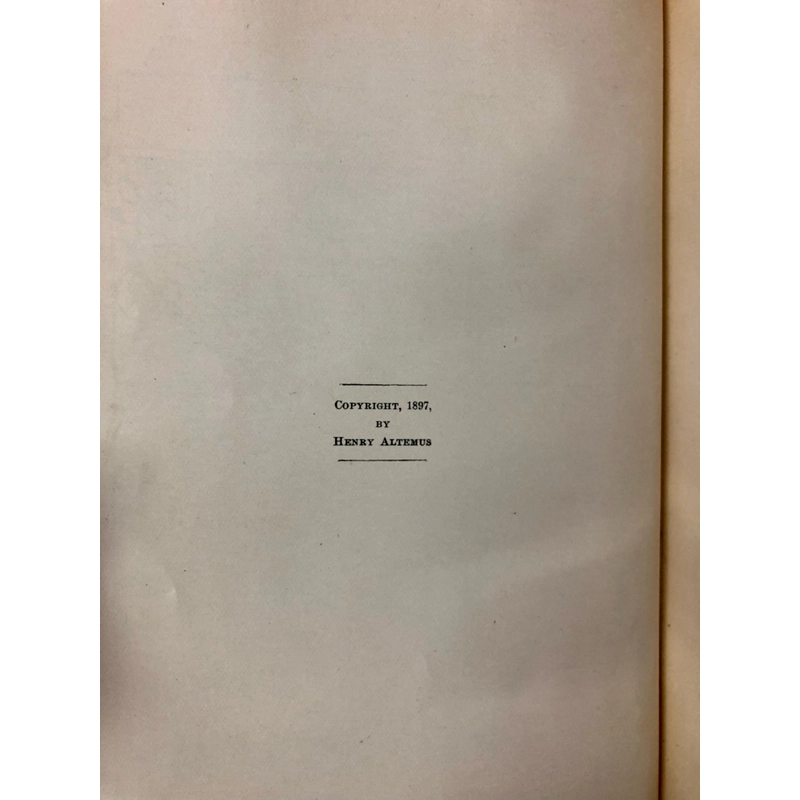 Copyright, 1897,
by
Henry Altemus